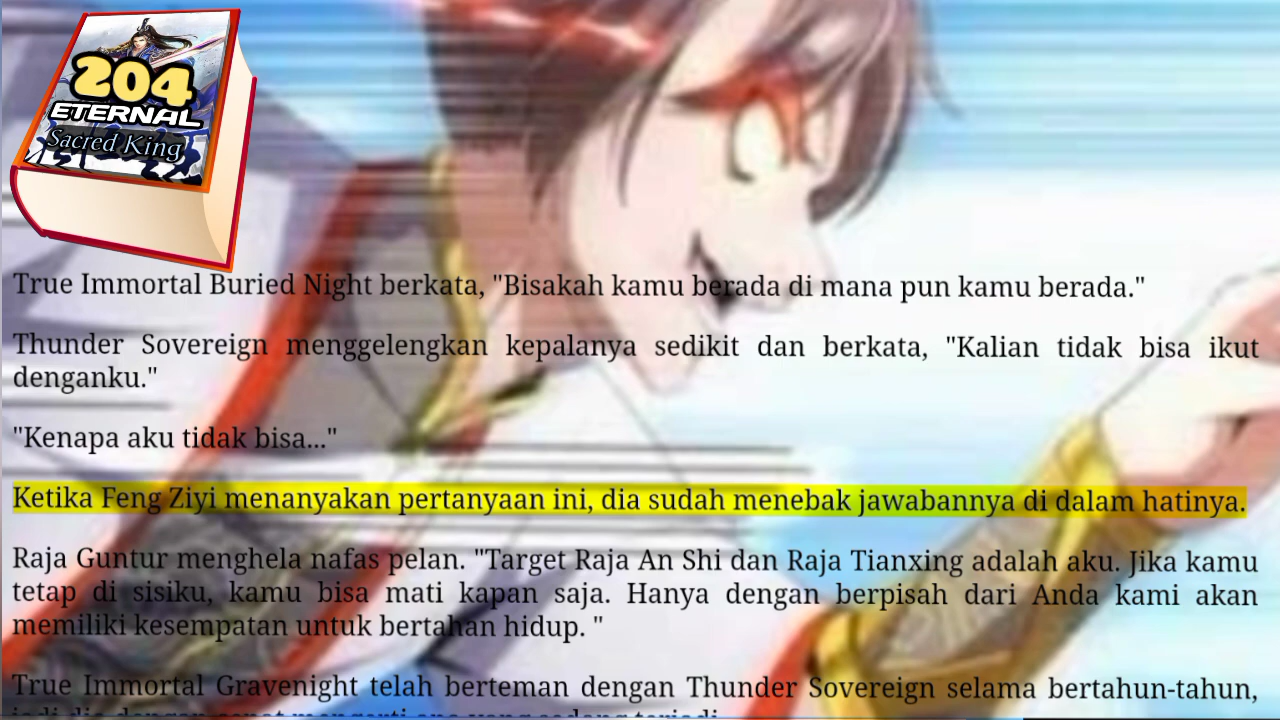 204
ETERNAL
Sacred King
True Immortal Buried Night berkata, "Bisakah kamu berada di mana pun kamu berada."
Thunder Sovereign menggelengkan kepalanya sedikit dan berkata, "Kalian tidak bisa ikut
denganku."
"Kenapa aku tidak bisa..."
Ketika Feng Ziyi menanyakan pertanyaan ini, dia sudah menebak jawabannya di dalam hatinya.
Raja Guntur menghela nafas pelan. "Target Raja An Shi dan Raja Tianxing adalah aku. Jika kamu
tetap di sisiku, kamu bisa mati kapan saja. Hanya dengan berpisah dari Anda kami akan
memiliki kesempatan untuk bertahan hidup. "
True Immortal Gravenight telah berteman dengan Thunder Sovereign selama bertahun-tahun,